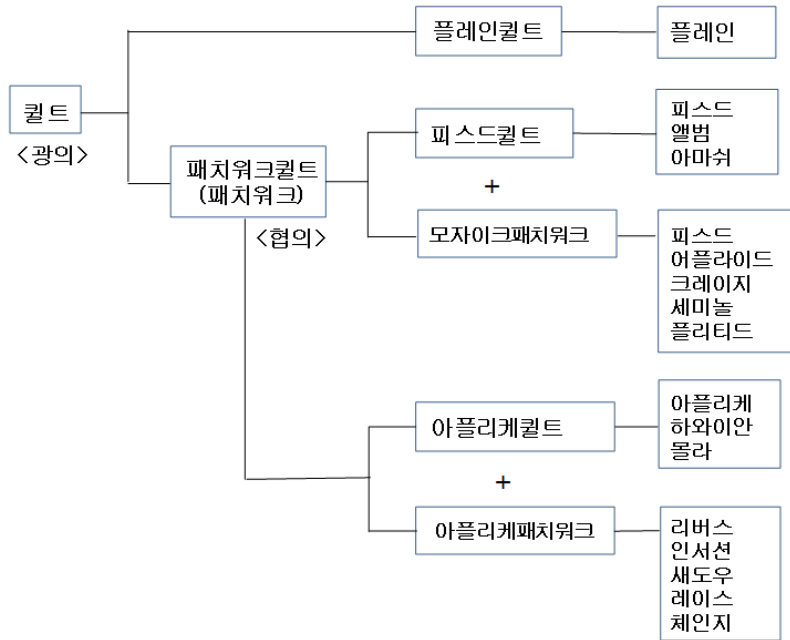 플레인퀼트
플레인
퀼트
<광의>
패치워크퀼트
(패치워크)
<협의>
피스드퀼트
피스드
앨범
아마쉬
+
모자이크패치워크
피스드
어플라이드
크레이지
세미놀
플리티드
아플리케퀼트
아플리케
하와이안
몰라
+
아플리케패치워크
리버스
인서션
섀도우
레이스
체인지